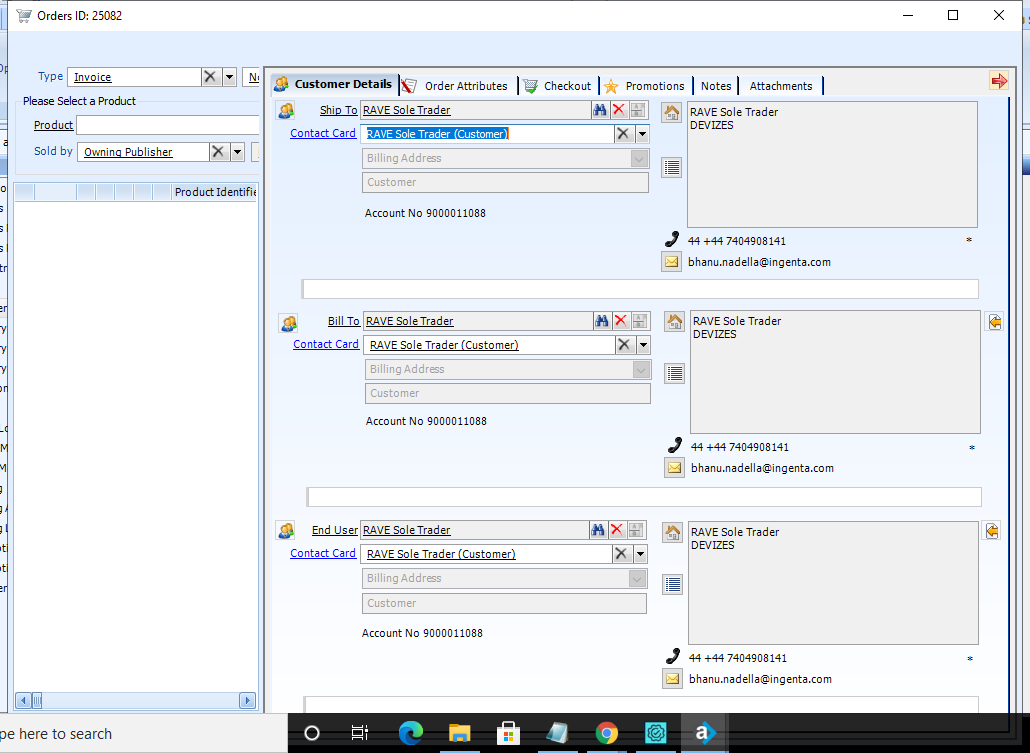 Orders ID: 25082
Type Invoice
Please Select a Product
Product
Sold by Owning Publisher
Product Identifie
Customer Details Order Attributes Checkout Promotions Notes Attachments
Ship To RAVE Sole Trader
Contact Card RAVE Sole Trader (Customer)
Billing Address
Customer
Account No 9000011088
RAVE Sole Trader
DEVIZES
44 +44 7404908141 *
bhanu.nadella@ingenta.com
Bill To RAVE Sole Trader
Contact Card RAVE Sole Trader (Customer)
Billing Address
Customer
Account No 9000011088
RAVE Sole Trader
DEVIZES
44 +44 7404908141 *
bhanu.nadella@ingenta.com
End User RAVE Sole Trader
Contact Card RAVE Sole Trader (Customer)
Billing Address
Customer
Account No 9000011088
RAVE Sole Trader
DEVIZES
44 +44 7404908141 *
bhanu.nadella@ingenta.com
pe here to search